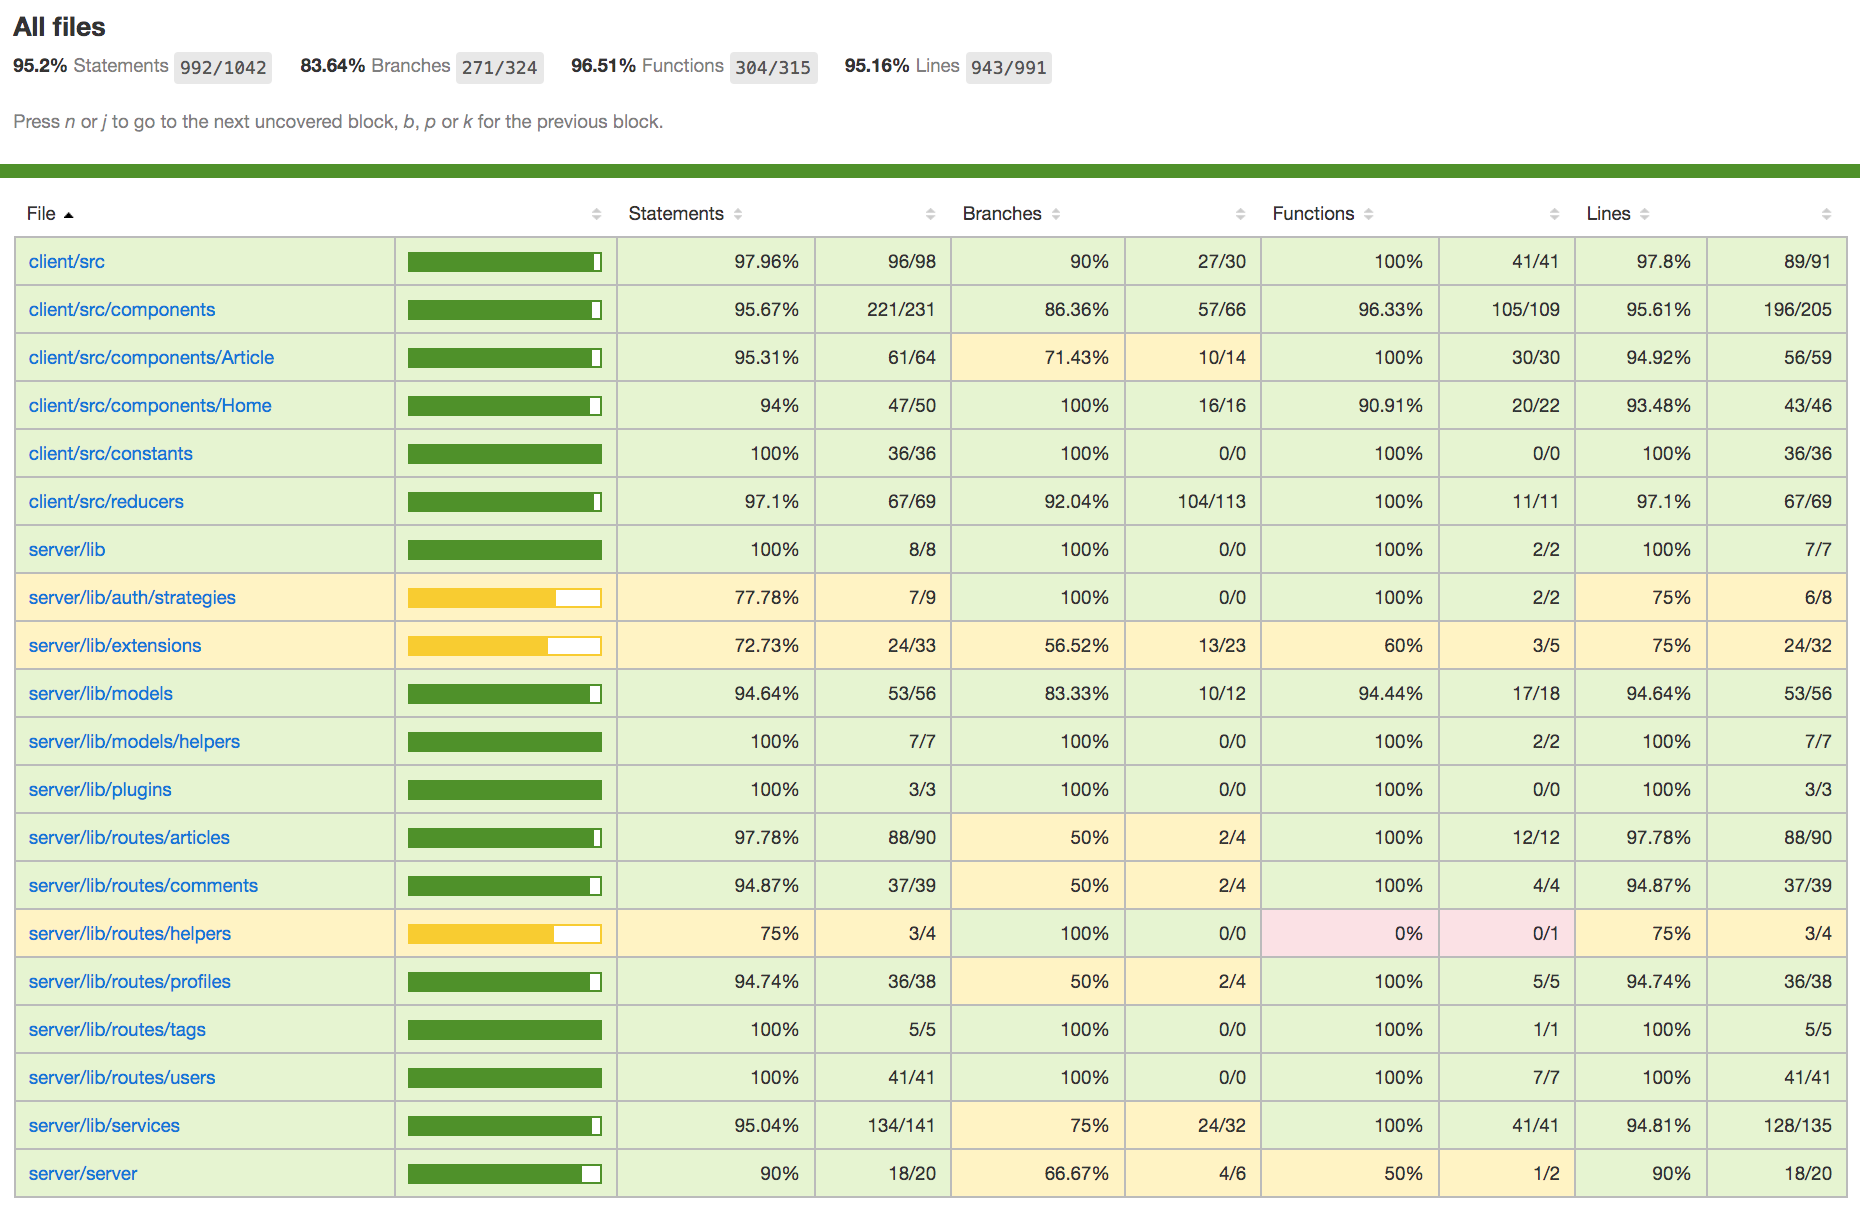 All files
95.2% Statements 992/1042 83.64% Branches 271/324 96.51% Functions 304/315 95.16% Lines 943/991
Press n or j to go to the next uncovered block, b, p or k for the previous block.
File Statements Branches Functions Lines
client/src 97.96% 96/98 90% 27/30 100% 41/41 97.8% 89/91
client/src/components 95.67% 221/231 86.36% 57/66 96.33% 105/109 95.61% 196/205
client/src/components/Article 95.31% 61/64 71.43% 10/14 100% 30/30 94.92% 56/59
client/src/components/Home 94% 47/50 100% 16/16 90.91% 20/22 93.48% 43/46
client/src/constants 100% 36/36 100% 0/0 100% 0/0 100% 36/36
client/src/reducers 97.1% 67/69 92.04% 104/113 100% 11/11 97.1% 67/69
server/lib 100% 8/8 100% 0/0 100% 2/2 100% 7/7
server/lib/auth/strategies 77.78% 7/9 100% 0/0 100% 2/2 75% 6/8
server/lib/extensions 72.73% 24/33 56.52% 13/23 60% 3/5 75% 24/32
server/lib/models 94.64% 53/56 83.33% 10/12 94.44% 17/18 94.64% 53/56
server/lib/models/helpers 100% 7/7 100% 0/0 100% 2/2 100% 7/7
server/lib/plugins 100% 3/3 100% 0/0 100% 0/0 100% 3/3
server/lib/routes/articles 97.78% 88/90 50% 2/4 100% 12/12 97.78% 88/90
server/lib/routes/comments 94.87% 37/39 50% 2/4 100% 4/4 94.87% 37/39
server/lib/routes/helpers 75% 3/4 100% 0/0 0% 0/1 75% 3/4
server/lib/routes/profiles 94.74% 36/38 50% 2/4 100% 5/5 94.74% 36/38
server/lib/routes/tags 100% 5/5 100% 0/0 100% 1/1 100% 5/5
server/lib/routes/users 100% 41/41 100% 0/0 100% 7/7 100% 41/41
server/lib/services 95.04% 134/141 75% 24/32 100% 41/41 94.81% 128/135
server/server 90% 18/20 66.67% 4/6 50% 1/2 90% 18/20